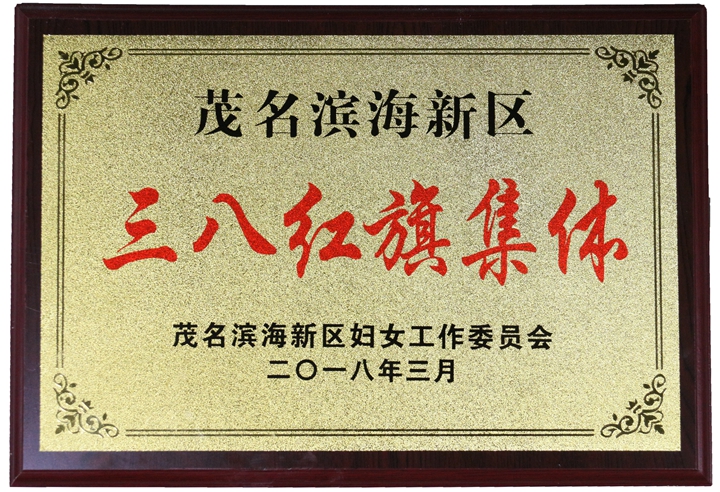 茂名滨海新区
三八红旗集体
茂名滨海新区妇女工作委员会
二〇一八年三月